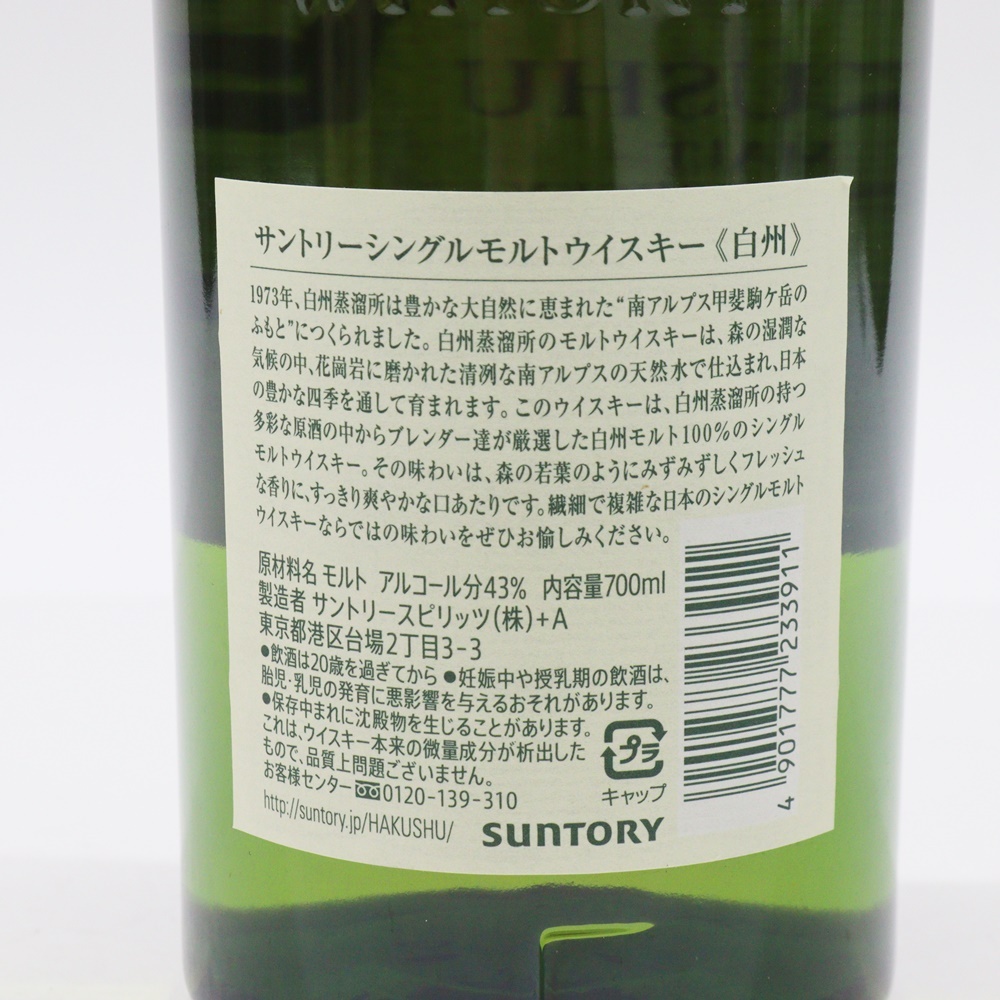 サントリーシングルモルトウイスキー《白州》
1973年、白州蒸溜所は豊かな大自然に恵まれた“南アルプス甲斐駒ケ岳の
ふもと”につくられました。白州蒸溜所のモルトウイスキーは、森の湿潤な
気候の中、花崗岩に磨かれた清冽な南アルプスの天然水で仕込まれ、日本
の豊かな四季を通して育まれます。このウイスキーは、白州蒸溜所の持つ
多彩な原酒の中からブレンダー達が厳選した白州モルト100%のシングル
モルトウイスキー。その味わいは、森の若葉のようにみずみずしくフレッシュ
な香りに、すっきり爽やかな口あたりです。繊細で複雑な日本のシングルモルト
ウイスキーならではの味わいをぜひお愉しみください。
原材料名 モルト アルコール分43% 内容量700ml
製造者 サントリースピリッツ(株)+A
東京都港区台場2丁目3-3
●飲酒は20歳を過ぎてから ●妊娠中や授乳期の飲酒は、
胎児・乳児の発育に悪影響を与えるおそれがあります。
●保存中まれに沈殿物を生じることがあります。
これは、ウイスキー本来の微量成分が析出した
もので、品質上問題ございません。
お客様センター 0120-139-310
http://suntory.jp/HAKUSHU/
SUNTORY
プラ
キャップ
4 901777 233911